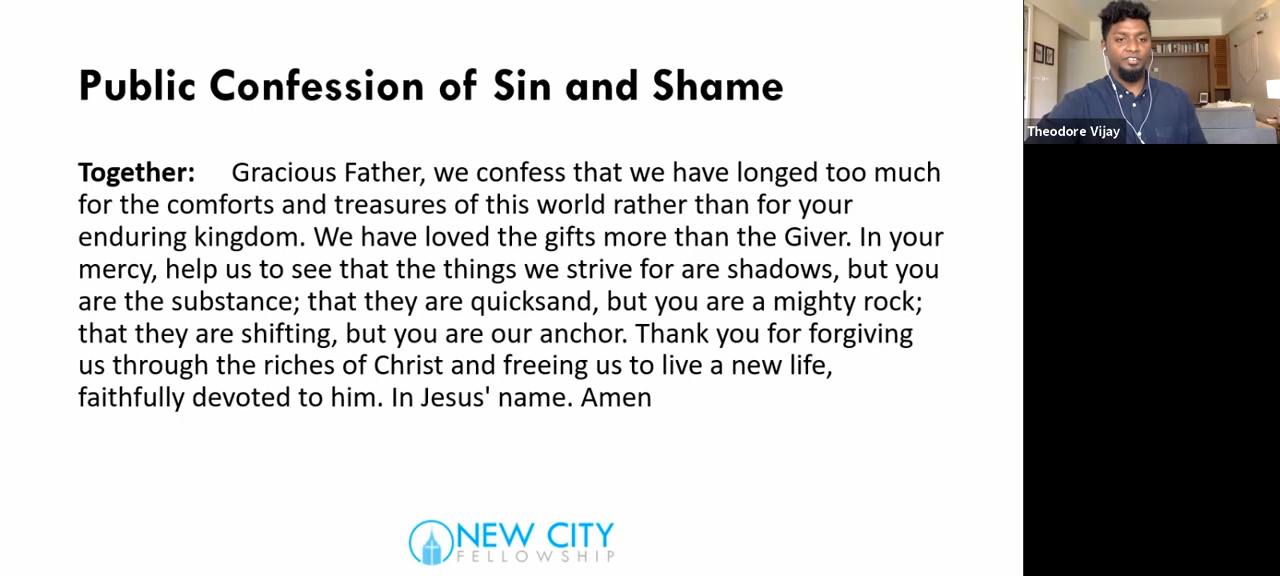 Public Confession of Sin and Shame
Together: Gracious Father, we confess that we have longed too much
for the comforts and treasures of this world rather than for your
enduring kingdom. We have loved the gifts more than the Giver. In your
mercy, help us to see that the things we strive for are shadows, but you
are the substance; that they are quicksand, but you are a mighty rock;
that they are shifting, but you are our anchor. Thank you for forgiving
us through the riches of Christ and freeing us to live a new life,
faithfully devoted to him. In Jesus' name. Amen
NEW CITY
FELLOWSHIP
Theodore Vijay